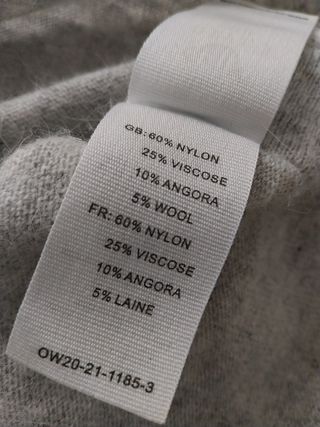 GB: 60% NYLON
25% VISCOSE
10% ANGORA
5% WOOL
FR: 60% NYLON
25% VISCOSE
10% ANGORA
5% LAINE
OW20-21-1185-3